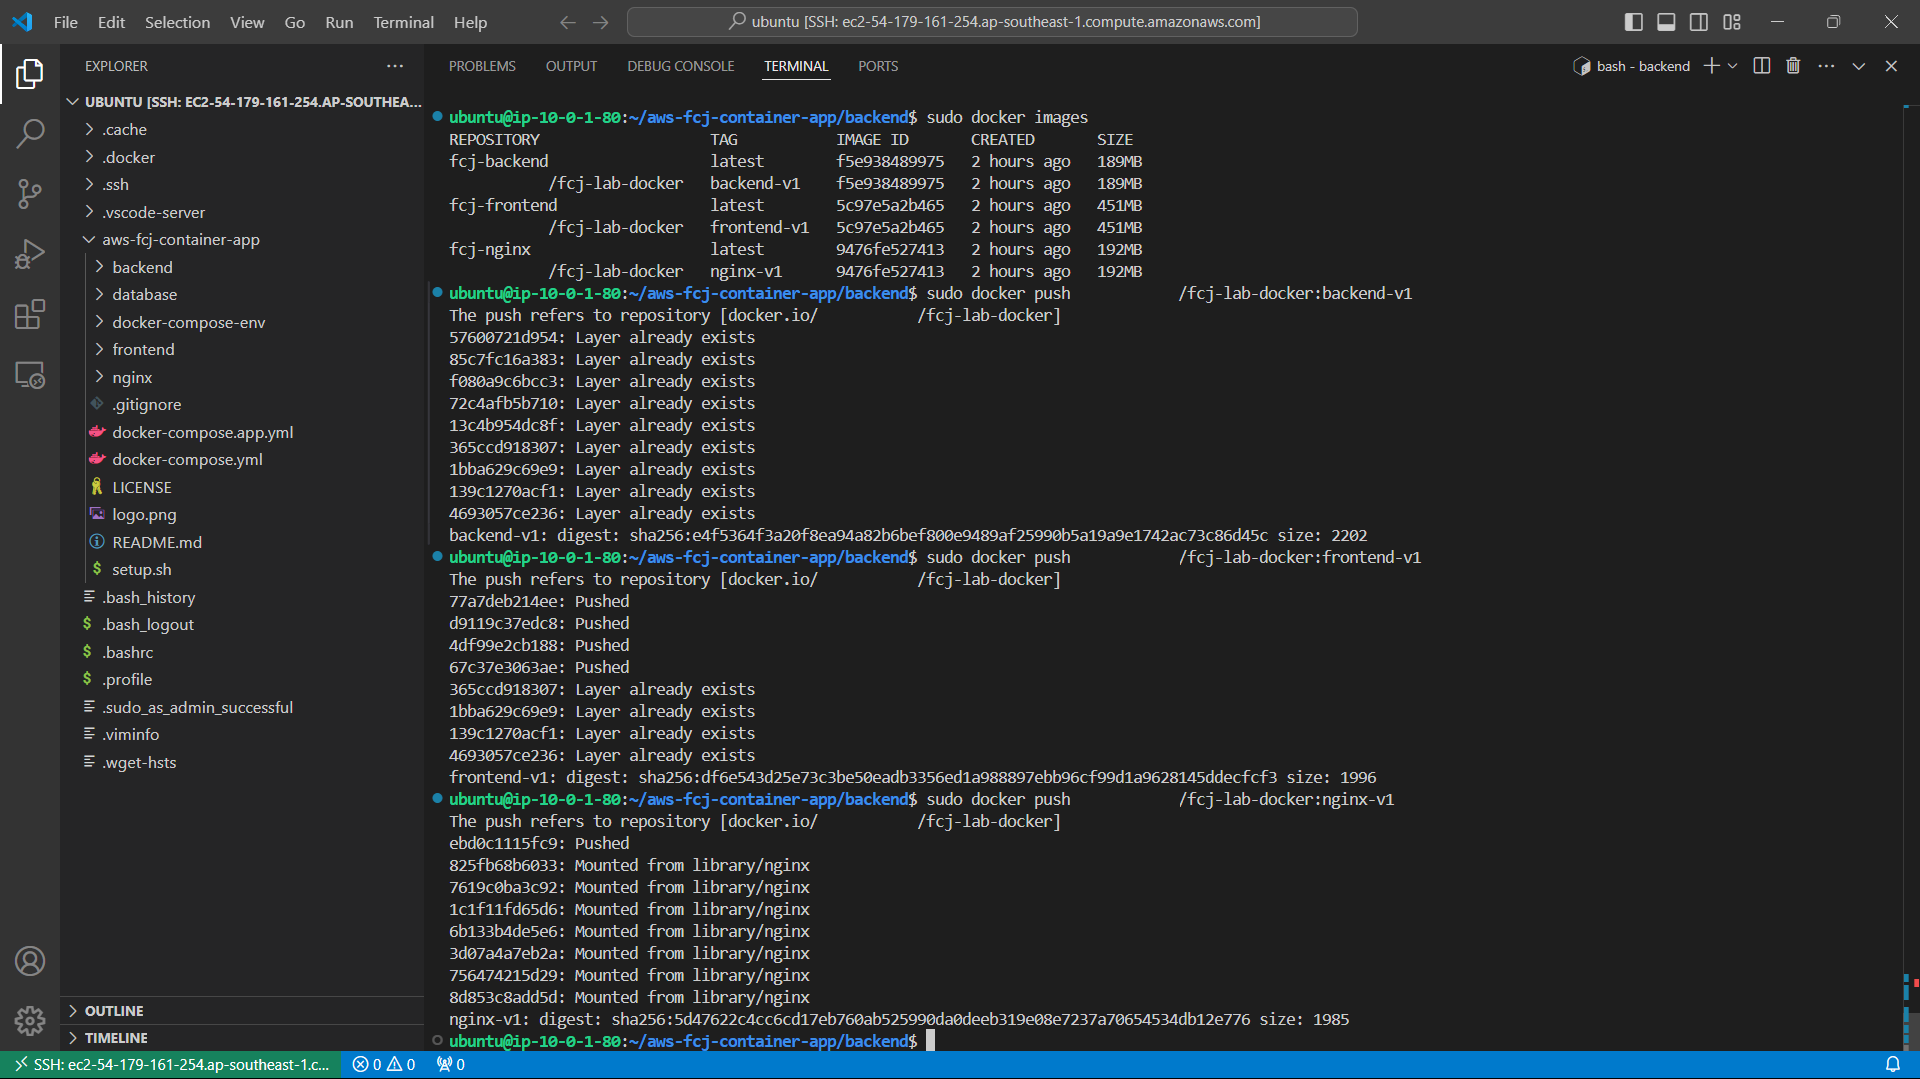 File Edit Selection View Go Run Terminal Help
ubuntu [SSH: ec2-54-179-161-254.ap-southeast-1.compute.amazonaws.com]
EXPLORER
UBUNTU [SSH: EC2-54-179-161-254.AP-SOUTHEA...
.cache
.docker
.ssh
.vscode-server
aws-fcj-container-app
backend
database
docker-compose-env
frontend
nginx
.gitignore
docker-compose.app.yml
docker-compose.yml
LICENSE
logo.png
README.md
setup.sh
.bash_history
.bash_logout
.bashrc
.profile
.sudo_as_admin_successful
.viminfo
.wget-hsts
OUTLINE
TIMELINE
PROBLEMS OUTPUT DEBUG CONSOLE TERMINAL PORTS
bash - backend
ubuntu@ip-10-0-1-80:~/aws-fcj-container-app/backend$ sudo docker images
REPOSITORY TAG IMAGE ID CREATED SIZE
fcj-backend latest f5e938489975 2 hours ago 189MB
/fcj-lab-docker backend-v1 f5e938489975 2 hours ago 189MB
fcj-frontend latest 5c97e5a2b465 2 hours ago 451MB
/fcj-lab-docker frontend-v1 5c97e5a2b465 2 hours ago 451MB
fcj-nginx latest 9476fe527413 2 hours ago 192MB
/fcj-lab-docker nginx-v1 9476fe527413 2 hours ago 192MB
ubuntu@ip-10-0-1-80:~/aws-fcj-container-app/backend$ sudo docker push /fcj-lab-docker:backend-v1
The push refers to repository [docker.io/ /fcj-lab-docker]
57600721d954: Layer already exists
85c7fc16a383: Layer already exists
f080a9c6bcc3: Layer already exists
72c4afb5b710: Layer already exists
13c4b954dc8f: Layer already exists
365ccd918307: Layer already exists
1bba629c69e9: Layer already exists
139c1270acf1: Layer already exists
4693057ce236: Layer already exists
backend-v1: digest: sha256:e4f5364f3a20f8ea94a82b6bef800e9489af25990b5a19a9e1742ac73c86d45c size: 2202
ubuntu@ip-10-0-1-80:~/aws-fcj-container-app/backend$ sudo docker push /fcj-lab-docker:frontend-v1
The push refers to repository [docker.io/ /fcj-lab-docker]
77a7deb214ee: Pushed
d9119c37edc8: Pushed
4df99e2cb188: Pushed
67c37e3063ae: Pushed
365ccd918307: Layer already exists
1bba629c69e9: Layer already exists
139c1270acf1: Layer already exists
4693057ce236: Layer already exists
frontend-v1: digest: sha256:df6e543d25e73c3be50eadb3356ed1a988897ebb96cf99d1a9628145ddecfcf3 size: 1996
ubuntu@ip-10-0-1-80:~/aws-fcj-container-app/backend$ sudo docker push /fcj-lab-docker:nginx-v1
The push refers to repository [docker.io/ /fcj-lab-docker]
ebd0c1115fc9: Pushed
825fb68b6033: Mounted from library/nginx
7619c0ba3c92: Mounted from library/nginx
1c1f11fd65d6: Mounted from library/nginx
6b133b4de5e6: Mounted from library/nginx
3d07a4a7eb2a: Mounted from library/nginx
756474215d29: Mounted from library/nginx
8d853c8add5d: Mounted from library/nginx
nginx-v1: digest: sha256:5d47622c4cc6cd17eb760ab525990da0deeb319e08e7237a70654534db12e776 size: 1985
ubuntu@ip-10-0-1-80:~/aws-fcj-container-app/backend$
SSH: ec2-54-179-161-254.ap-southeast-1.c... 0 0 0